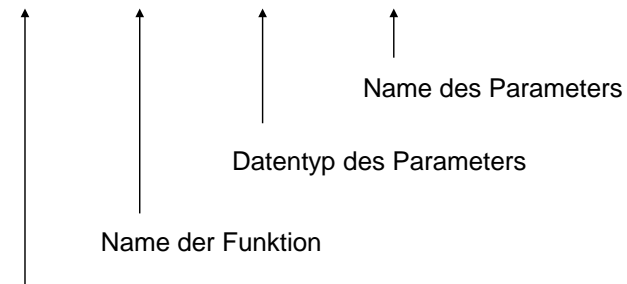 Name des Parameters
Datentyp des Parameters
Name der Funktion